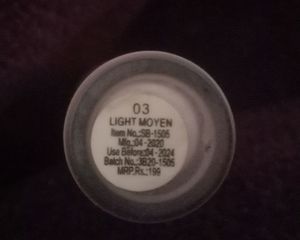 03
LIGHT MOYEN
Item No.:SB-1505
Mfg.:04-2020
Use Before:04-2024
Batch No.:3B20-1505
MRP.Rs.:199